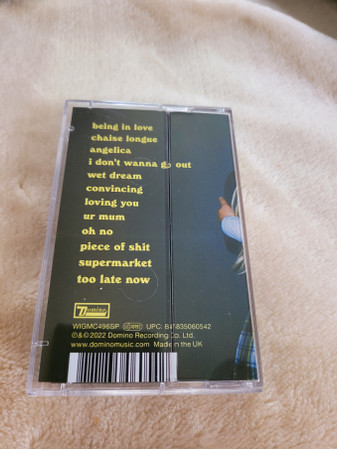 being in love
chaise longue
angelica
i don't wanna go out
wet dream
convincing
loving you
ur mum
oh no
piece of shit
supermarket
too late now
Domino
WIGMC496SP UPC:
℗&© 2022 Domino Recording Co. Ltd.
www.dominomusic.com Made in the UK